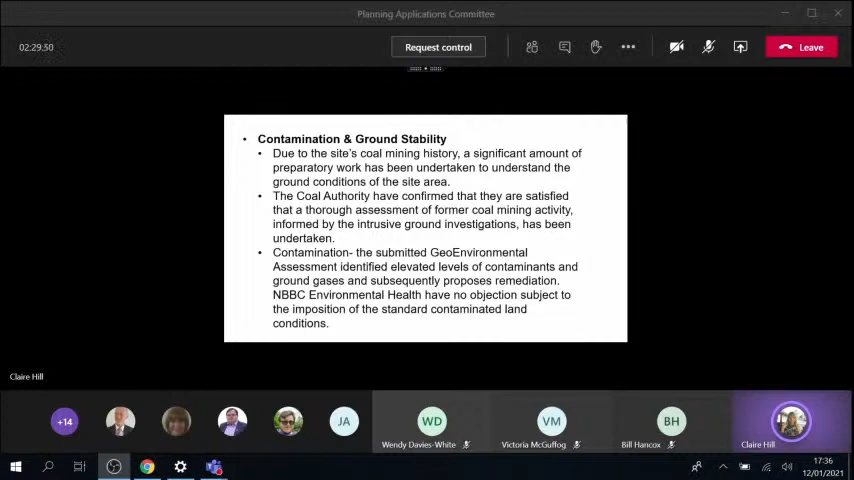 Planning Applications Committee
02:29.50
Request control
Leave
• Contamination & Ground Stability
• Due to the site's coal mining history, a significant amount of
preparatory work has been undertaken to understand the
ground conditions of the site area.
• The Coal Authority have confirmed that they are satisfied
that a thorough assessment of former coal mining activity,
informed by the intrusive ground investigations, has been
undertaken.
• Contamination- the submitted GeoEnvironmental
Assessment identified elevated levels of contaminants and
ground gases and subsequently proposes remediation.
NBBC Environmental Health have no objection subject to
the imposition of the standard contaminated land
conditions.
Claire Hill
+14
JA
WD
VM
BH
Wendy Davies-White
Victoria McGuffog
Bill Hancox
Claire Hill
17:36
12/01/2021